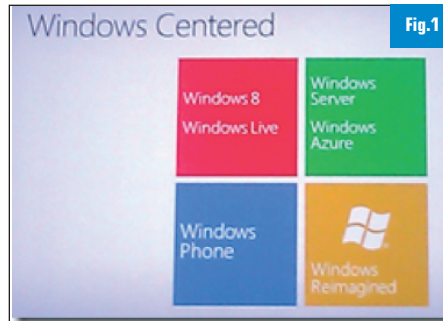 Windows Centered
Fig.1
Windows 8
Windows Live
Windows
Server
Windows
Azure
Windows
Phone
Windows
Reimagined